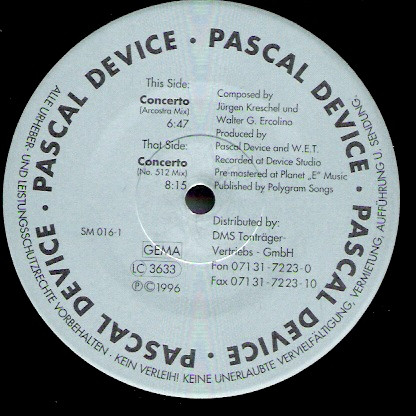 PASCAL DEVICE · PASCAL DEVICE · PASCAL DEVICE · PASCAL DEVICE ·
This Side:
Concerto
(Arcostra Mix)
6:47
That Side:
Concerto
(No. 512 Mix)
8:15
Composed by
Jürgen Kreschel und
Walter G. Ercolino
Produced by
Pascal Device and W.E.T.
Recorded at Device Studio
Pre-mastered at Planet „E" Music
Published by Polygram Songs
SM 016-1
GEMA
LC 3633
Ⓟ©1996
Distributed by:
DMS Tonträger-
Vertriebs - GmbH
Fon 07131-7223-0
Fax 07131-7223-10
ALLE URHEBER- UND LEISTUNGSSCHUTZRECHTE VORBEHALTEN · KEIN VERLEIH! KEINE UNERLAUBTE VERVIELFÄLTIGUNG, VERMIETUNG, AUFFÜHRUNG U. SENDUNG.